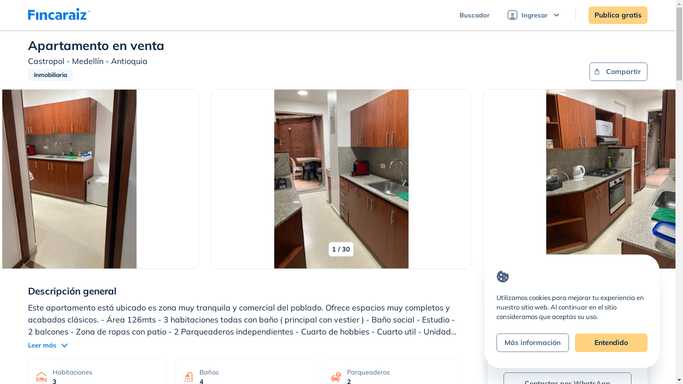 Fincaraiz
Buscador
Ingresar
Publica gratis
Apartamento en venta
Castropol - Medellín - Antioquia
Inmobiliaria
Compartir
1 / 30
Descripción general
Este apartamento está ubicado es zona muy tranquila y comercial del poblado. Ofrece espacios muy completos y
acabados clásicos. - Área 126mts - 3 habitaciones todas con baño ( principal con vestier ) - Baño social - Estudio -
2 balcones - Zona de ropas con patio - 2 Parqueaderos independientes - Cuarto de hobbies - Cuarto util - Unidad...
Leer más
Habitaciones
3
Baños
4
Parqueaderos
2
Utilizamos cookies para mejorar tu experiencia en
nuestro sitio web. Al continuar en el sitio
consideramos que aceptas su uso.
Más información
Entendido
Contactar por WhatsApp